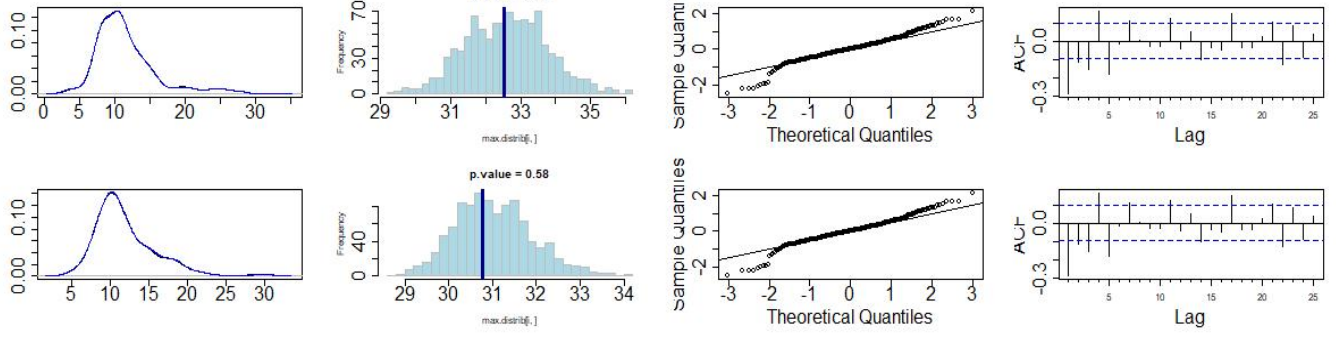 0.00 0.10
0 5 10 20 30
Frequency
0 30 70
29 31 33 35
max.distrib[i, ]
Sample Quanti
-2 0 2
-3 -2 -1 0 1 2 3
Theoretical Quantiles
ACF
-0.3 0.0
5 10 15 20 25
Lag
0.00 0.10
5 10 15 20 25 30
p.value = 0.58
Frequency
0 40
29 30 31 32 33 34
max.distrib[i, ]
Sample Quantiles
-2 0 2
-3 -2 -1 0 1 2 3
Theoretical Quantiles
ACF
-0.3 0.0
5 10 15 20 25
Lag